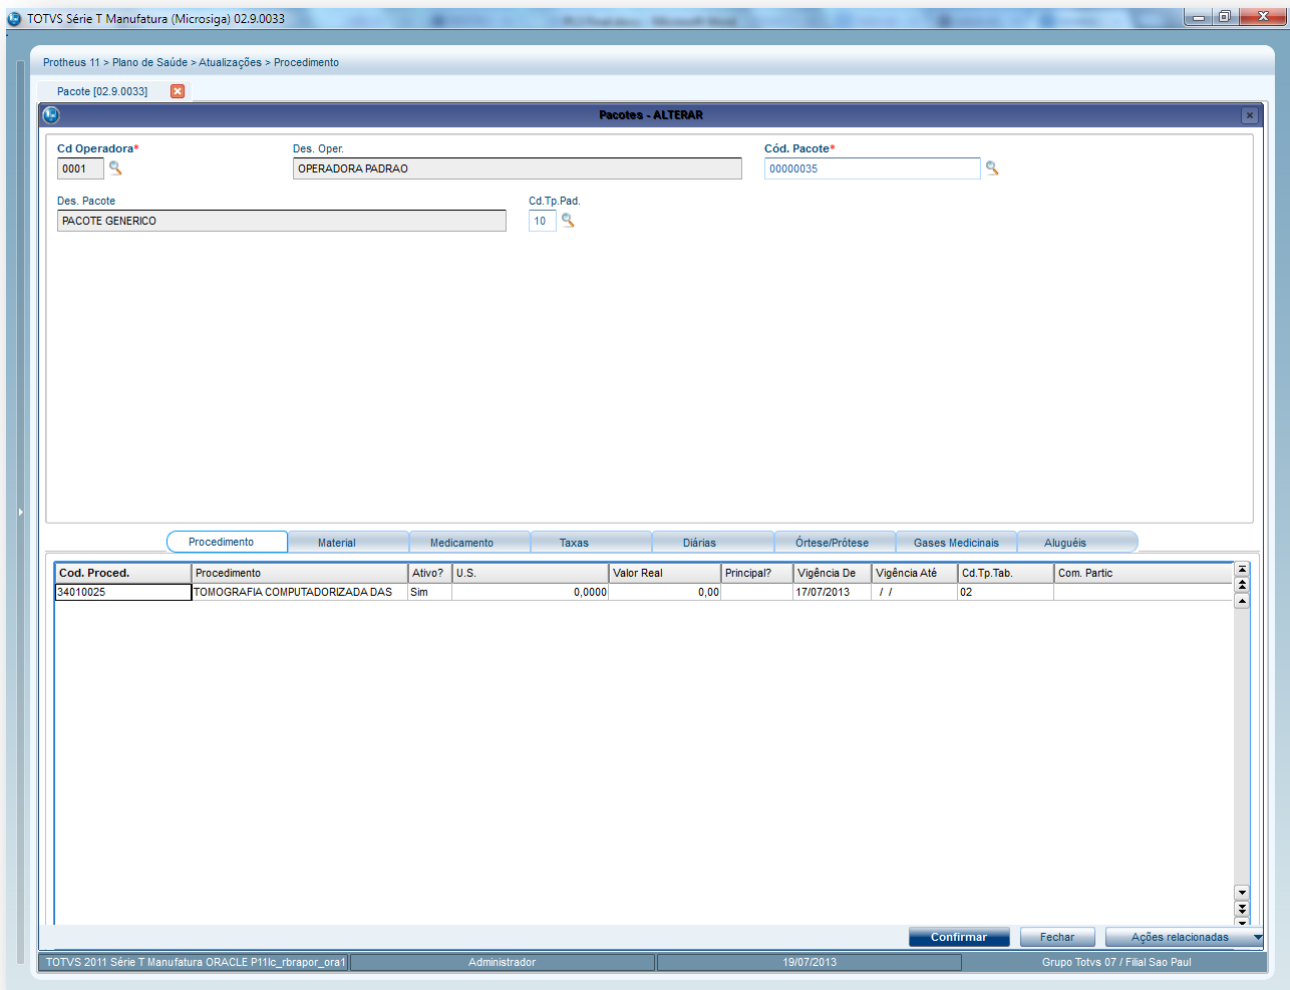 TOTVS Série T Manufatura (Microsiga) 02.9.0033
Protheus 11 > Plano de Saúde > Atualizações > Procedimento
Pacote [02.9.0033]
Pacotes - ALTERAR
Cd Operadora* Des. Oper. Cód. Pacote*
0001 OPERADORA PADRAO 00000035
Des. Pacote Cd.Tp.Pad.
PACOTE GENERICO 10
Procedimento Material Medicamento Taxas Diárias Órtese/Prótese Gases Medicinais Aluguéis
Cod. Proced. Procedimento Ativo? U.S. Valor Real Principal? Vigência De Vigência Até Cd.Tp.Tab. Com. Partic
34010025 TOMOGRAFIA COMPUTADORIZADA DAS Sim 0,0000 0,00 17/07/2013 / / 02
Confirmar Fechar Ações relacionadas
TOTVS 2011 Série T Manufatura ORACLE P11lc_rbrapor_ora1 Administrador 19/07/2013 Grupo Totvs 07 / Filial Sao Paul